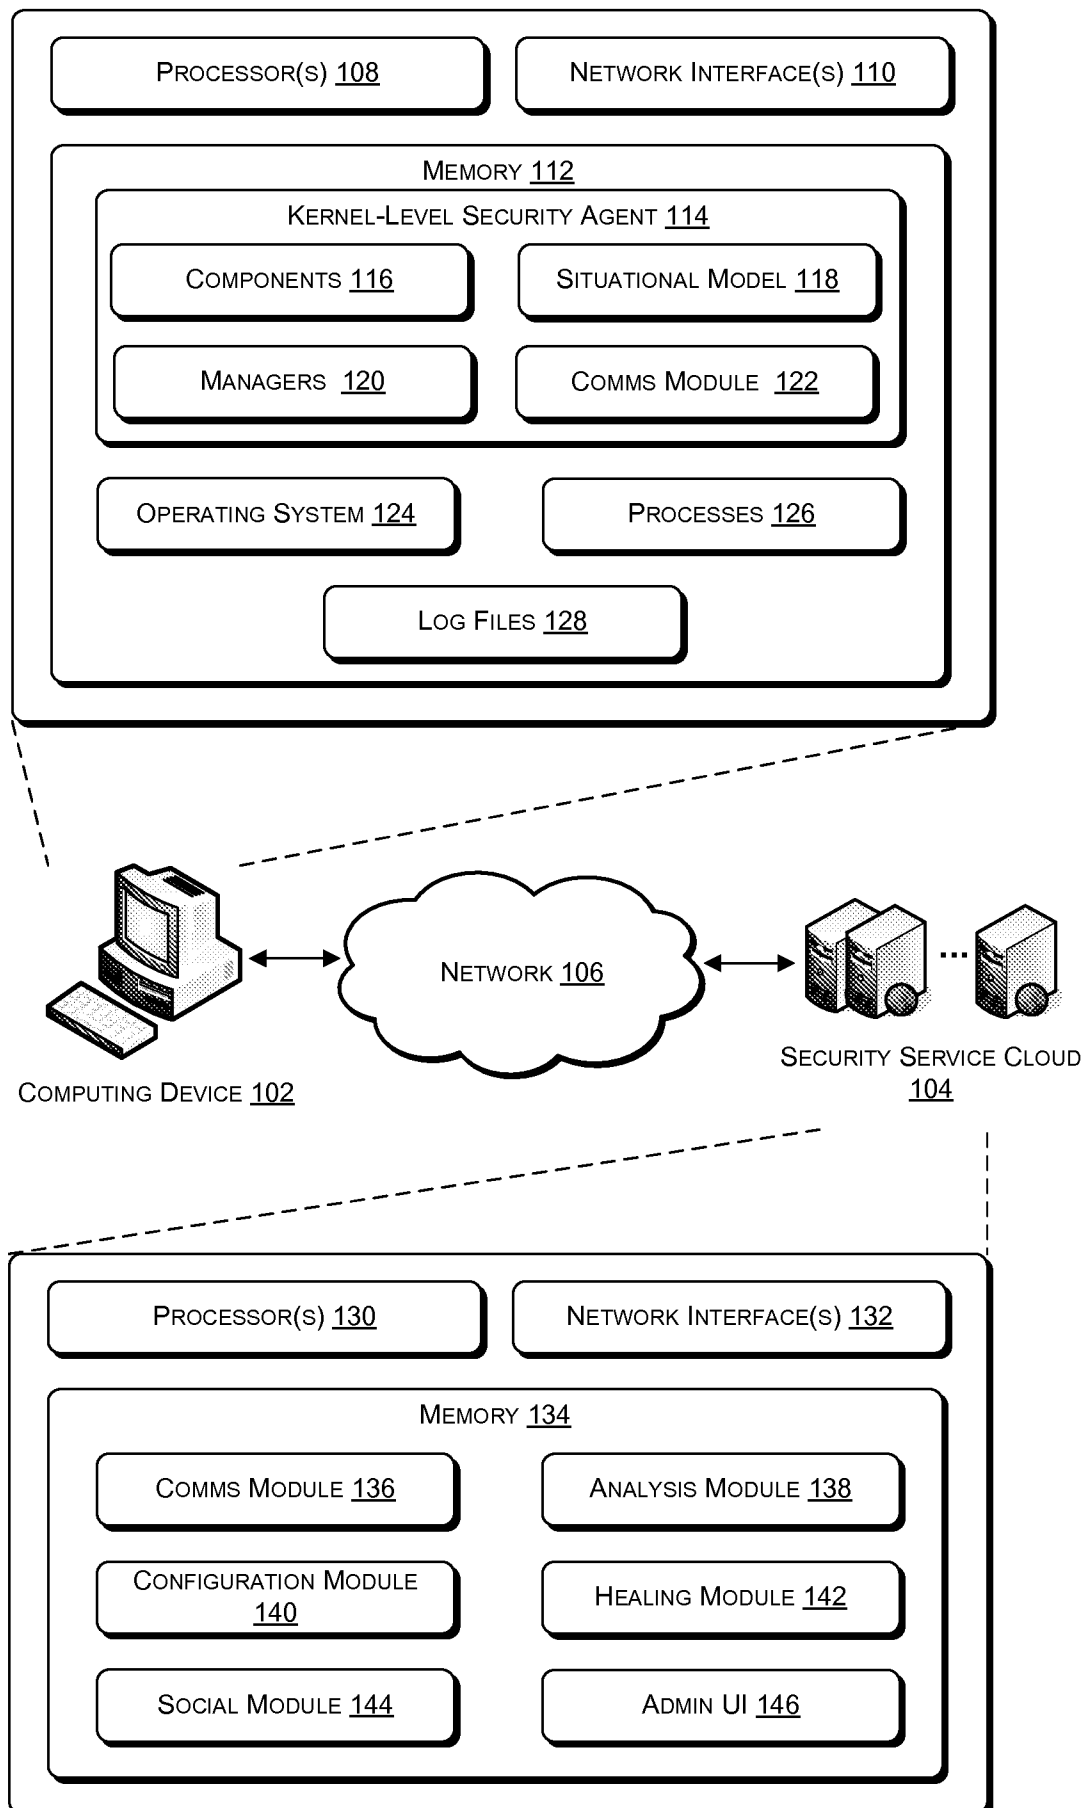 PROCESSOR(S) 108
NETWORK INTERFACE(S) 110
MEMORY 112
KERNEL-LEVEL SECURITY AGENT 114
COMPONENTS 116
SITUATIONAL MODEL 118
MANAGERS 120
COMMS MODULE 122
OPERATING SYSTEM 124
PROCESSES 126
LOG FILES 128
NETWORK 106
COMPUTING DEVICE 102
SECURITY SERVICE CLOUD
104
PROCESSOR(S) 130
NETWORK INTERFACE(S) 132
MEMORY 134
COMMS MODULE 136
ANALYSIS MODULE 138
CONFIGURATION MODULE
140
HEALING MODULE 142
SOCIAL MODULE 144
ADMIN UI 146